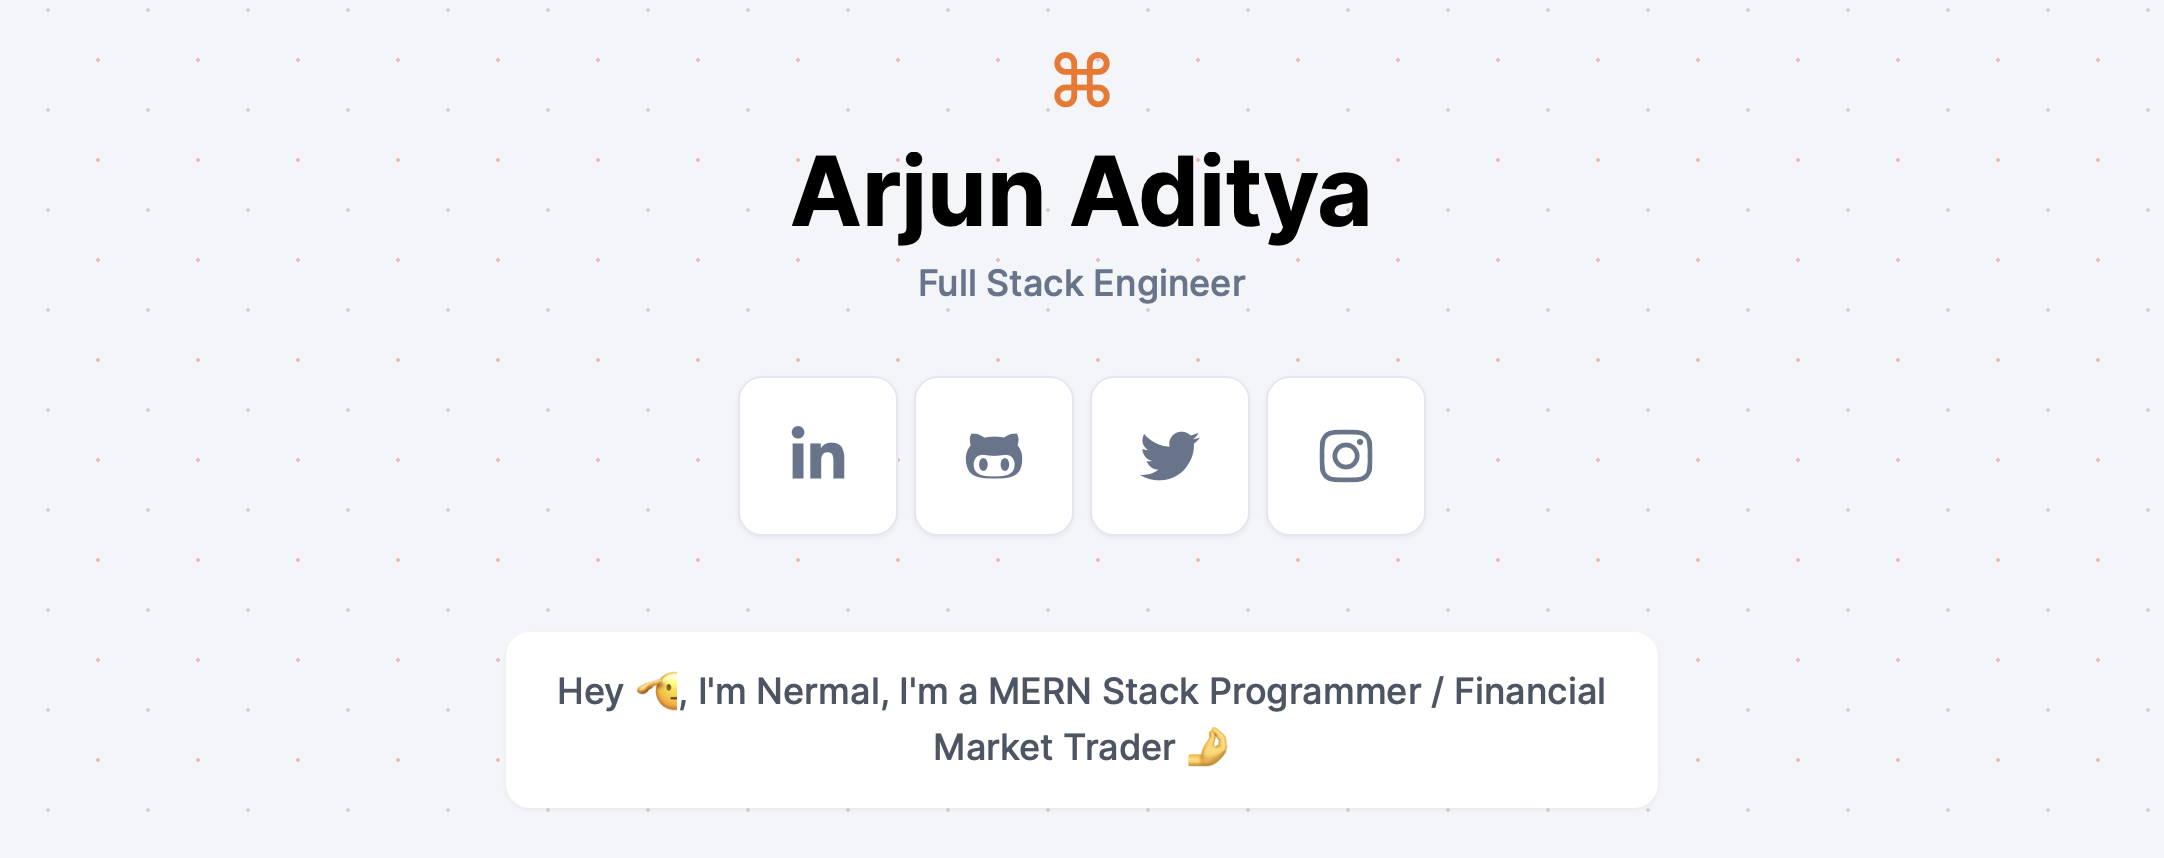 ⌘
Arjun Aditya
Full Stack Engineer
in
Hey 🫡, I'm Nermal, I'm a MERN Stack Programmer / Financial
Market Trader 🤌